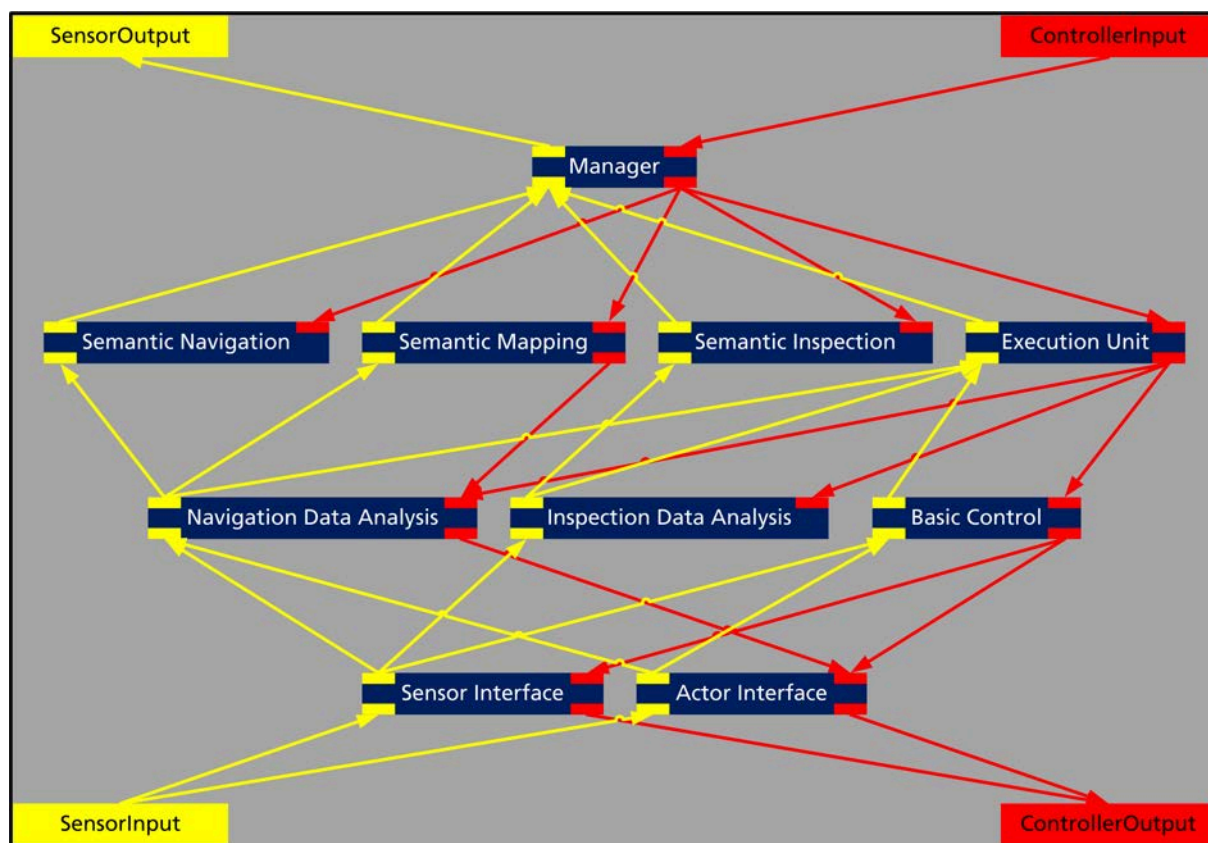 SensorOutput
ControllerInput
Manager
Semantic Navigation
Semantic Mapping
Semantic Inspection
Execution Unit
Navigation Data Analysis
Inspection Data Analysis
Basic Control
Sensor Interface
Actor Interface
SensorInput
ControllerOutput